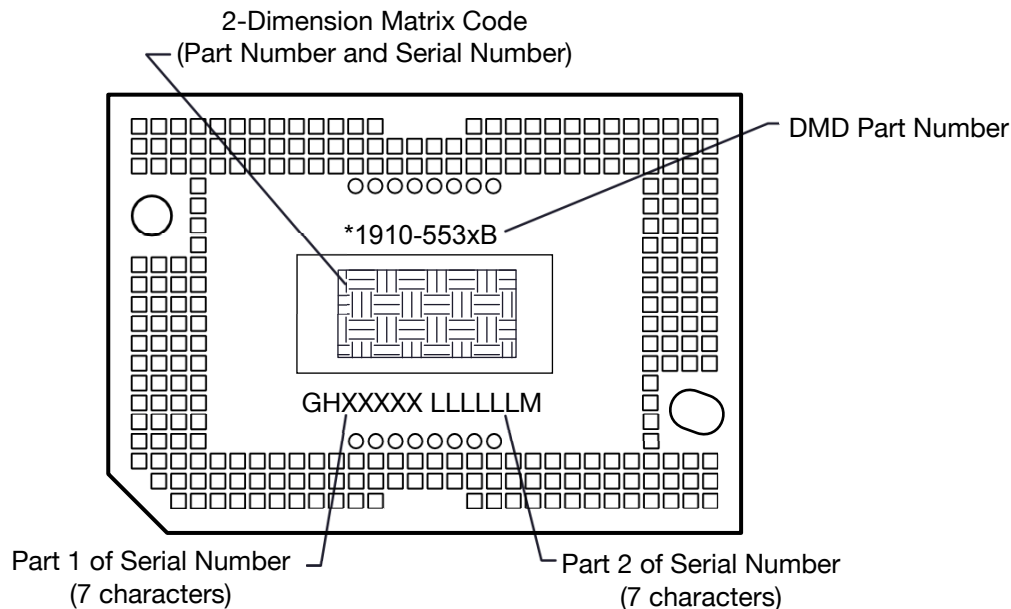 2-Dimension Matrix Code
(Part Number and Serial Number)
DMD Part Number
*1910-553xB
GHXXXXX LLLLLLM
Part 1 of Serial Number
(7 characters)
Part 2 of Serial Number
(7 characters)